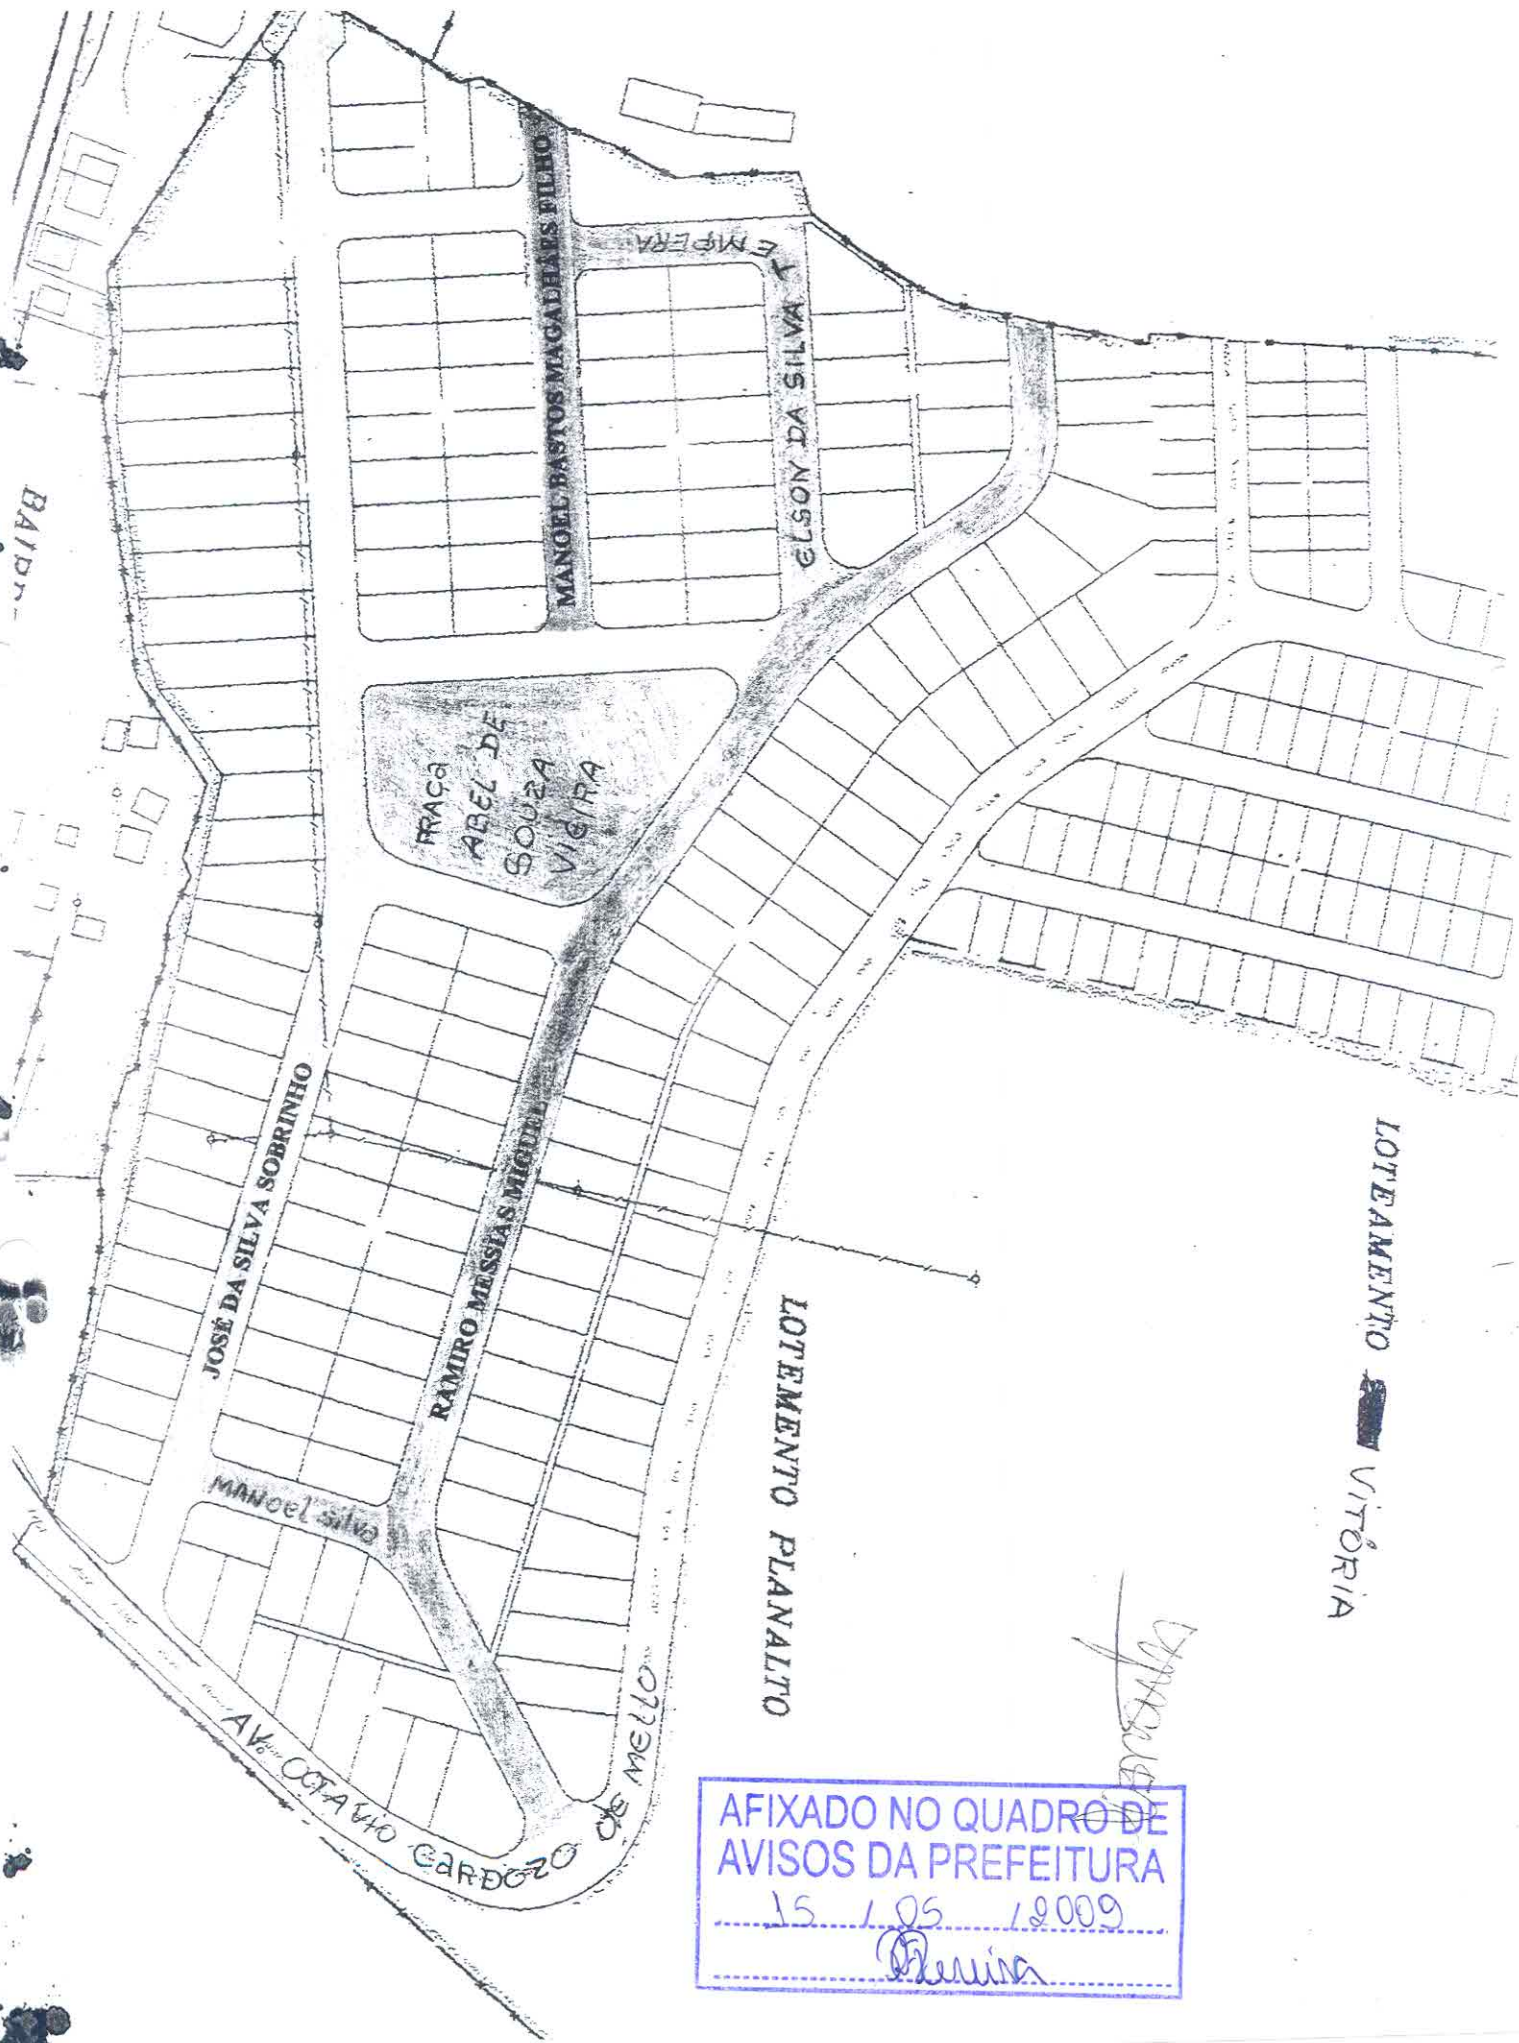 MANOEL BASTOS MAGALHAES FILHO
ELSON DA SILVA TEMPERA
PRAÇA
ABEL DE
SOUZA
VIEIRA
JOSÉ DA SILVA SOBRINHO
RAMIRO MESSIAS MIGUEL
MANOEL silva
AV. OCTAVIO CARDOZO DE MELLO
LOTEMENTO PLANALTO
LOTEAMENTO VITÓRIA
AFIXADO NO QUADRO DE
AVISOS DA PREFEITURA
15 / 05 / 2009